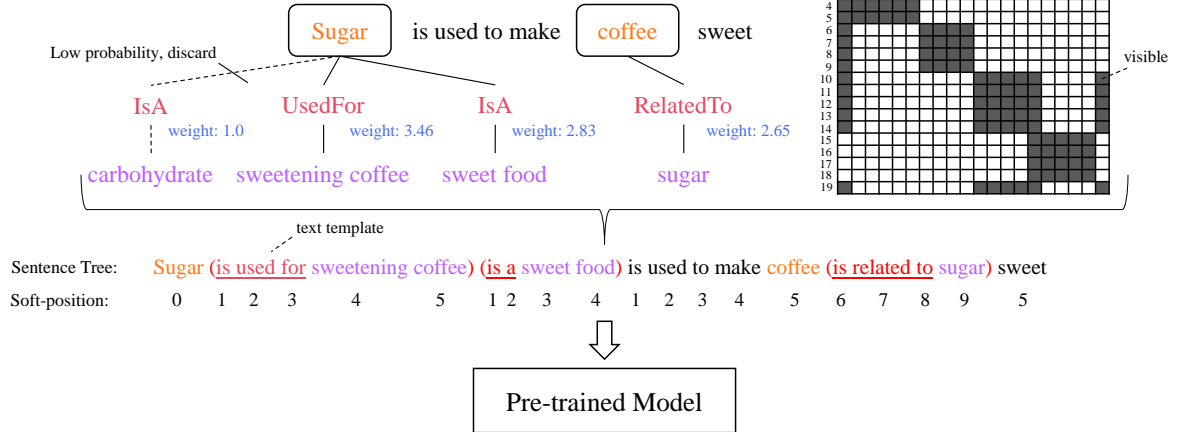 Sugar is used to make coffee sweet
Low probability, discard
IsA UsedFor IsA RelatedTo
weight: 1.0 weight: 3.46 weight: 2.83 weight: 2.65
carbohydrate sweetening coffee sweet food sugar
4
5
6
7
8
9
10
11
12
13
14
15
16
17
18
19
visible
text template
Sentence Tree: Sugar (is used for sweetening coffee) (is a sweet food) is used to make coffee (is related to sugar) sweet
Soft-position: 0 1 2 3 4 5 1 2 3 4 1 2 3 4 5 6 7 8 9 5
Pre-trained Model